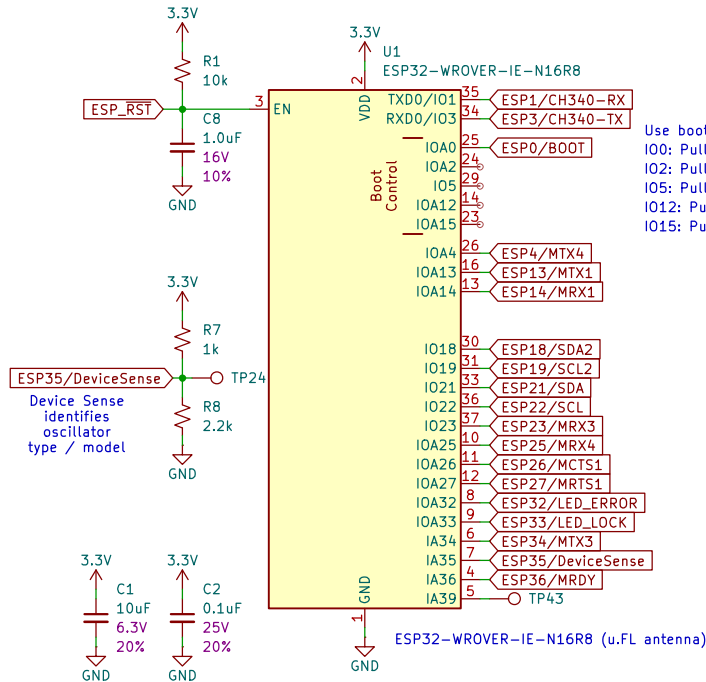 3.3V
R1
10k
ESP_RST
C8
1.0uF
16V
10%
GND
3.3V
R7
1k
ESP35/DeviceSense
TP24
Device Sense
identifies
oscillator
type / model
R8
2.2k
GND
3.3V
C1
10uF
6.3V
20%
GND
3.3V
C2
0.1uF
25V
20%
GND
3.3V
U1
ESP32-WROVER-IE-N16R8
2
VDD
3 EN
TXD0/IO1 35 ESP1/CH340-RX
RXD0/IO3 34 ESP3/CH340-TX
Boot
Control
IOA0 25 ESP0/BOOT
IOA2 24
IO5 29
IOA12 14
IOA15 23
IOA4 26 ESP4/MTX4
IOA13 16 ESP13/MTX1
IOA14 13 ESP14/MRX1
IO18 30 ESP18/SDA2
IO19 31 ESP19/SCL2
IO21 33 ESP21/SDA
IO22 36 ESP22/SCL
IO23 37 ESP23/MRX3
IOA25 10 ESP25/MRX4
IOA26 11 ESP26/MCTS1
IOA27 12 ESP27/MRTS1
IOA32 8 ESP32/LED_ERROR
IOA33 9 ESP33/LED_LOCK
IA34 6 ESP34/MTX3
IA35 7 ESP35/DeviceSense
IA36 4 ESP36/MRDY
IA39 5 TP43
GND
1
GND
ESP32-WROVER-IE-N16R8 (u.FL antenna)
Use boot
IO0: Pull
IO2: Pull
IO5: Pull
IO12: Pu
IO15: Pu